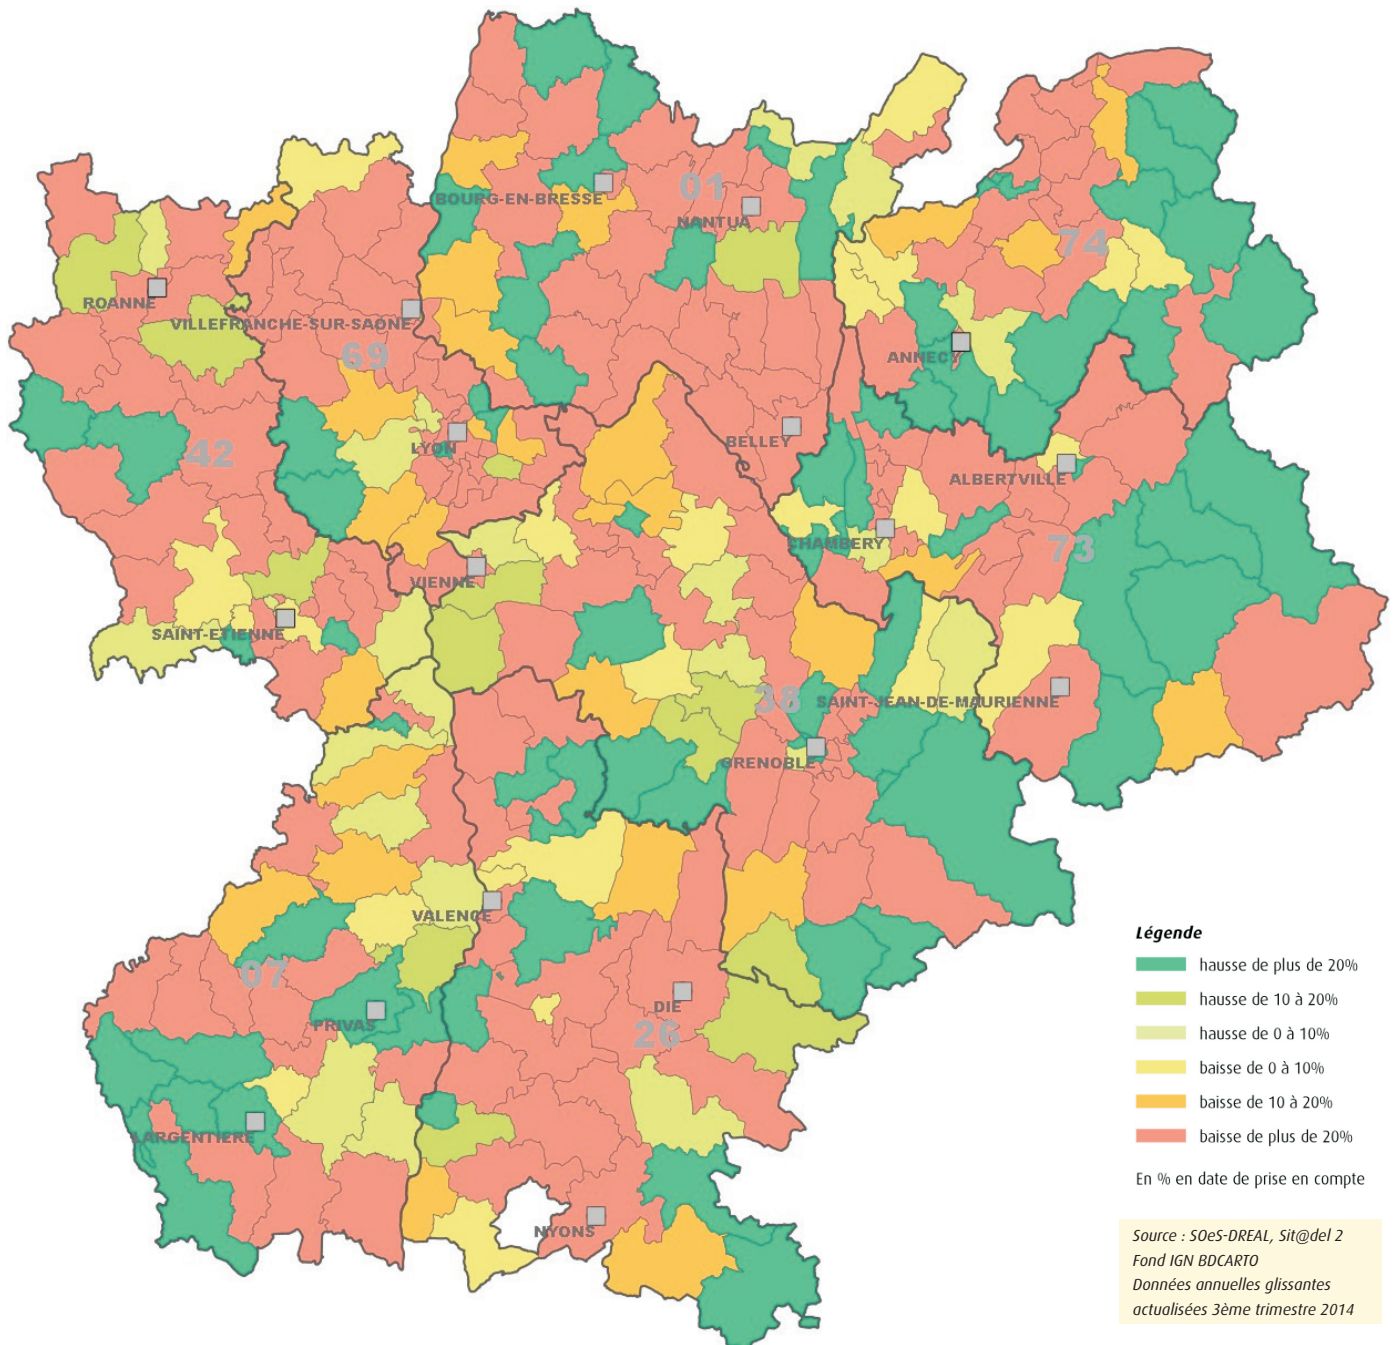 01
BOURG-EN-BRESSE
NANTUA
74
ROANNE
VILLEFRANCHE-SUR-SAONE
69
ANNECY
42
LYON
BELLEY
ALBERTVILLE
CHAMBERY
73
VIENNE
SAINT-ETIENNE
38
SAINT-JEAN-DE-MAURIENNE
GRENOBLE
VALENCE
07
PRIVAS
DIE
26
LARGENTIERE
NYONS
Légende
hausse de plus de 20%
hausse de 10 à 20%
hausse de 0 à 10%
baisse de 0 à 10%
baisse de 10 à 20%
baisse de plus de 20%
En % en date de prise en compte
Source : SOeS-DREAL, Sit@del 2
Fond IGN BDCARTO
Données annuelles glissantes
actualisées 3ème trimestre 2014